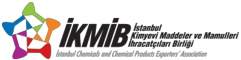 İKMİB
İstanbul
Kimyevi Maddeler ve Mamulleri
İhracatçıları Birliği
Istanbul Chemicals and Chemical Products Exporters' Association